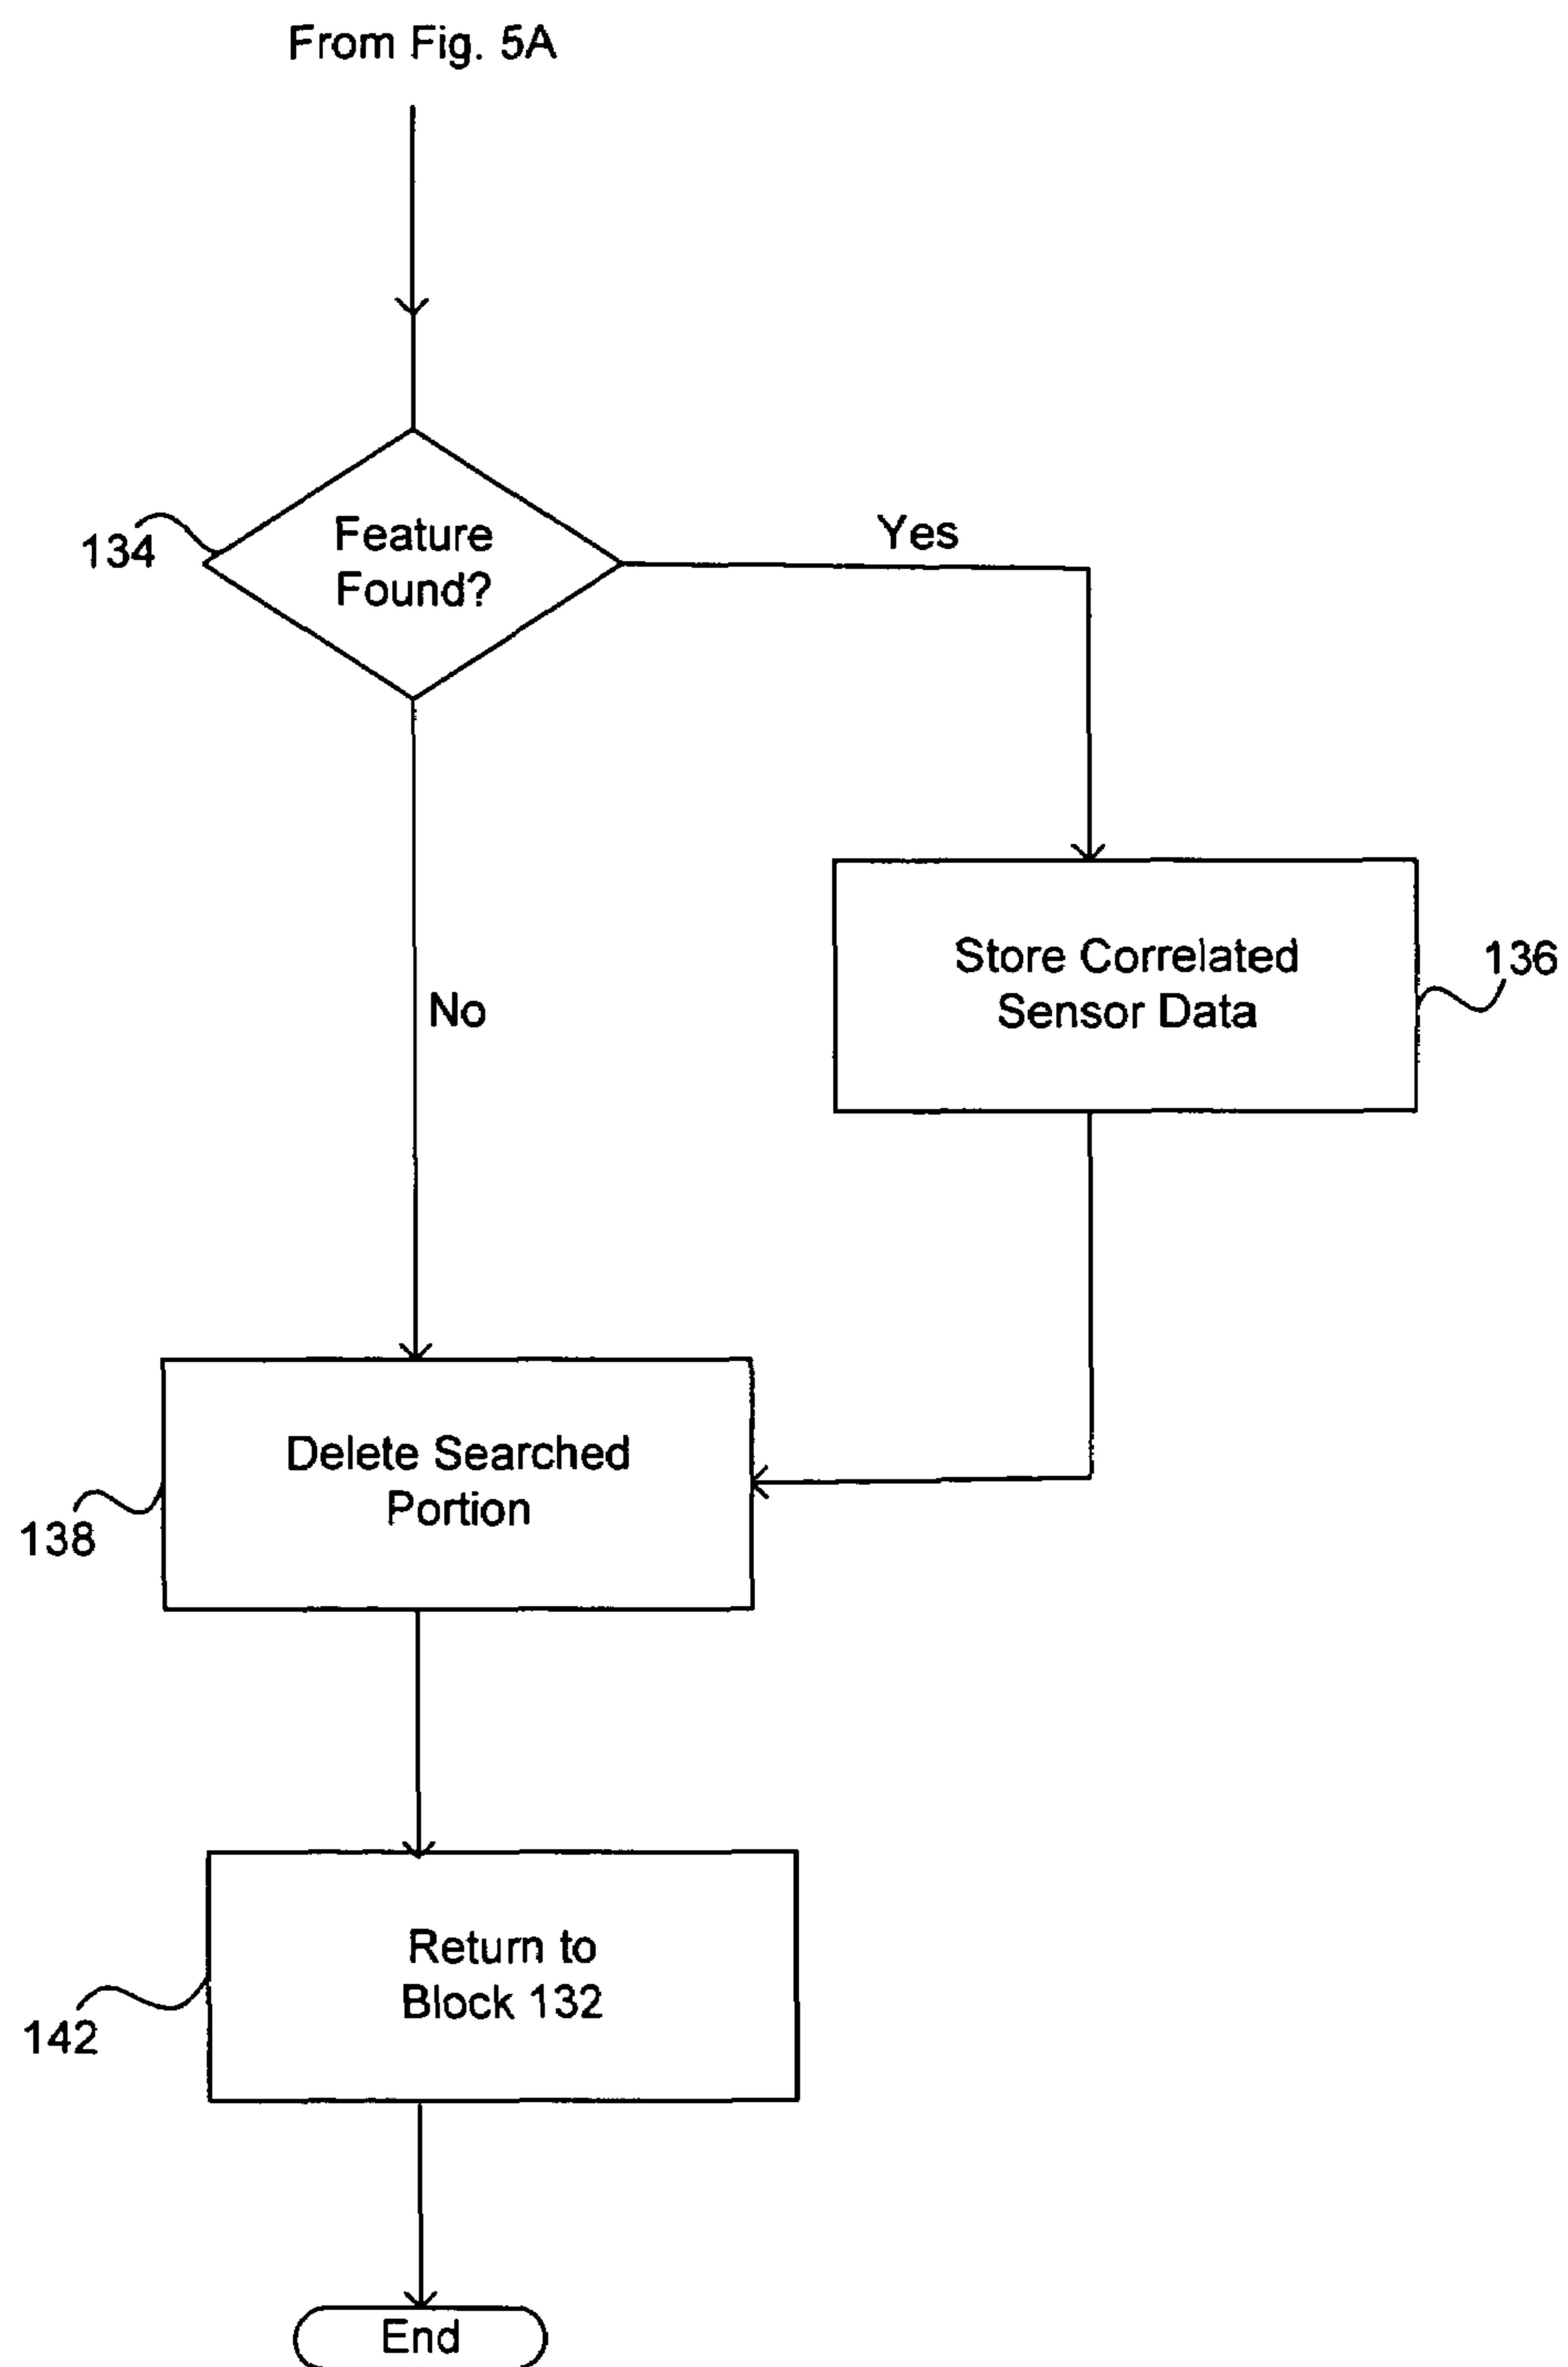 From Fig. 5A
134
Feature
Found?
Yes
No
Store Correlated
Sensor Data
136
Delete Searched
Portion
138
Return to
Block 132
142
End